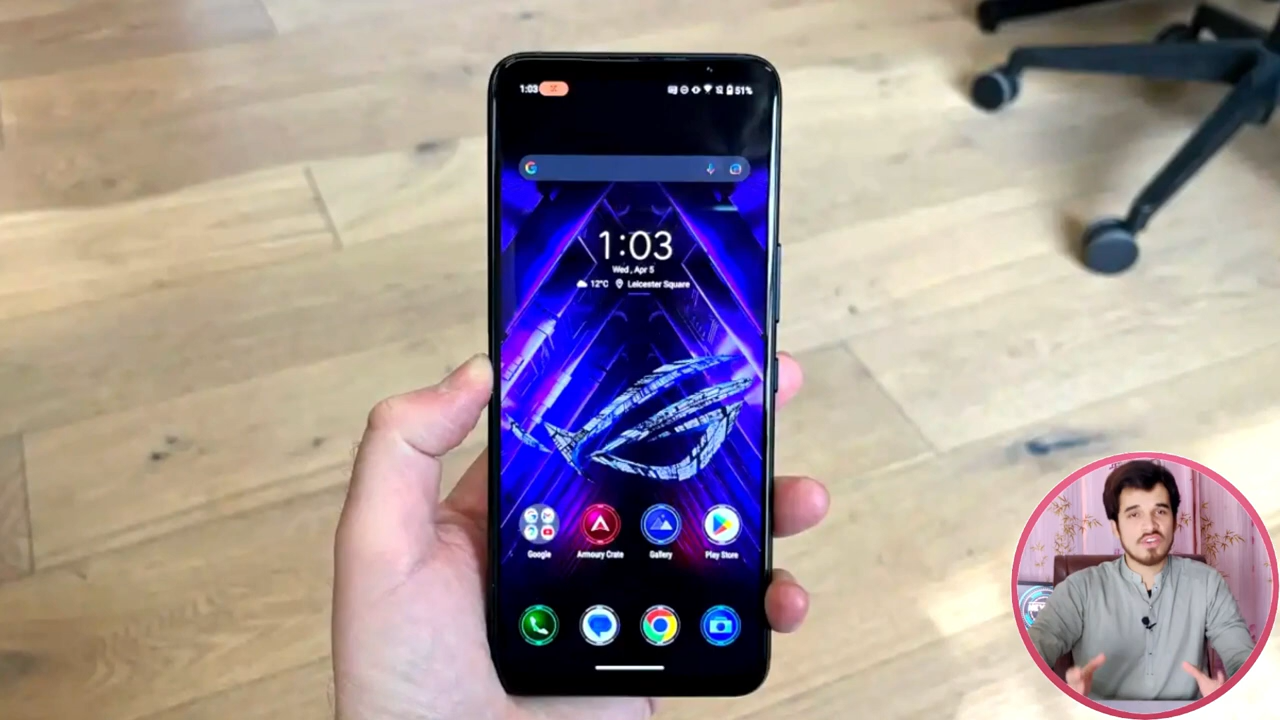 1:03
51%
1:03
Wed, Apr 5
12°C Leicester Square
Google Armoury Crate Gallery Play Store